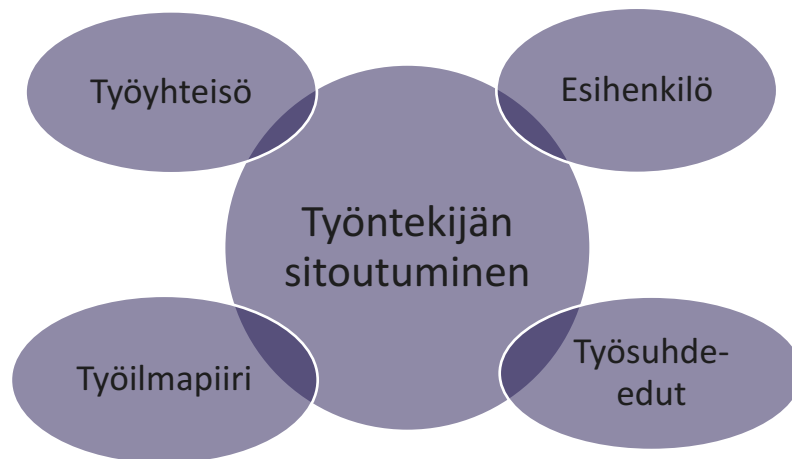 Työyhteisö
Esihenkilö
Työntekijän
sitoutuminen
Työilmapiiri
Työsuhde-
edut